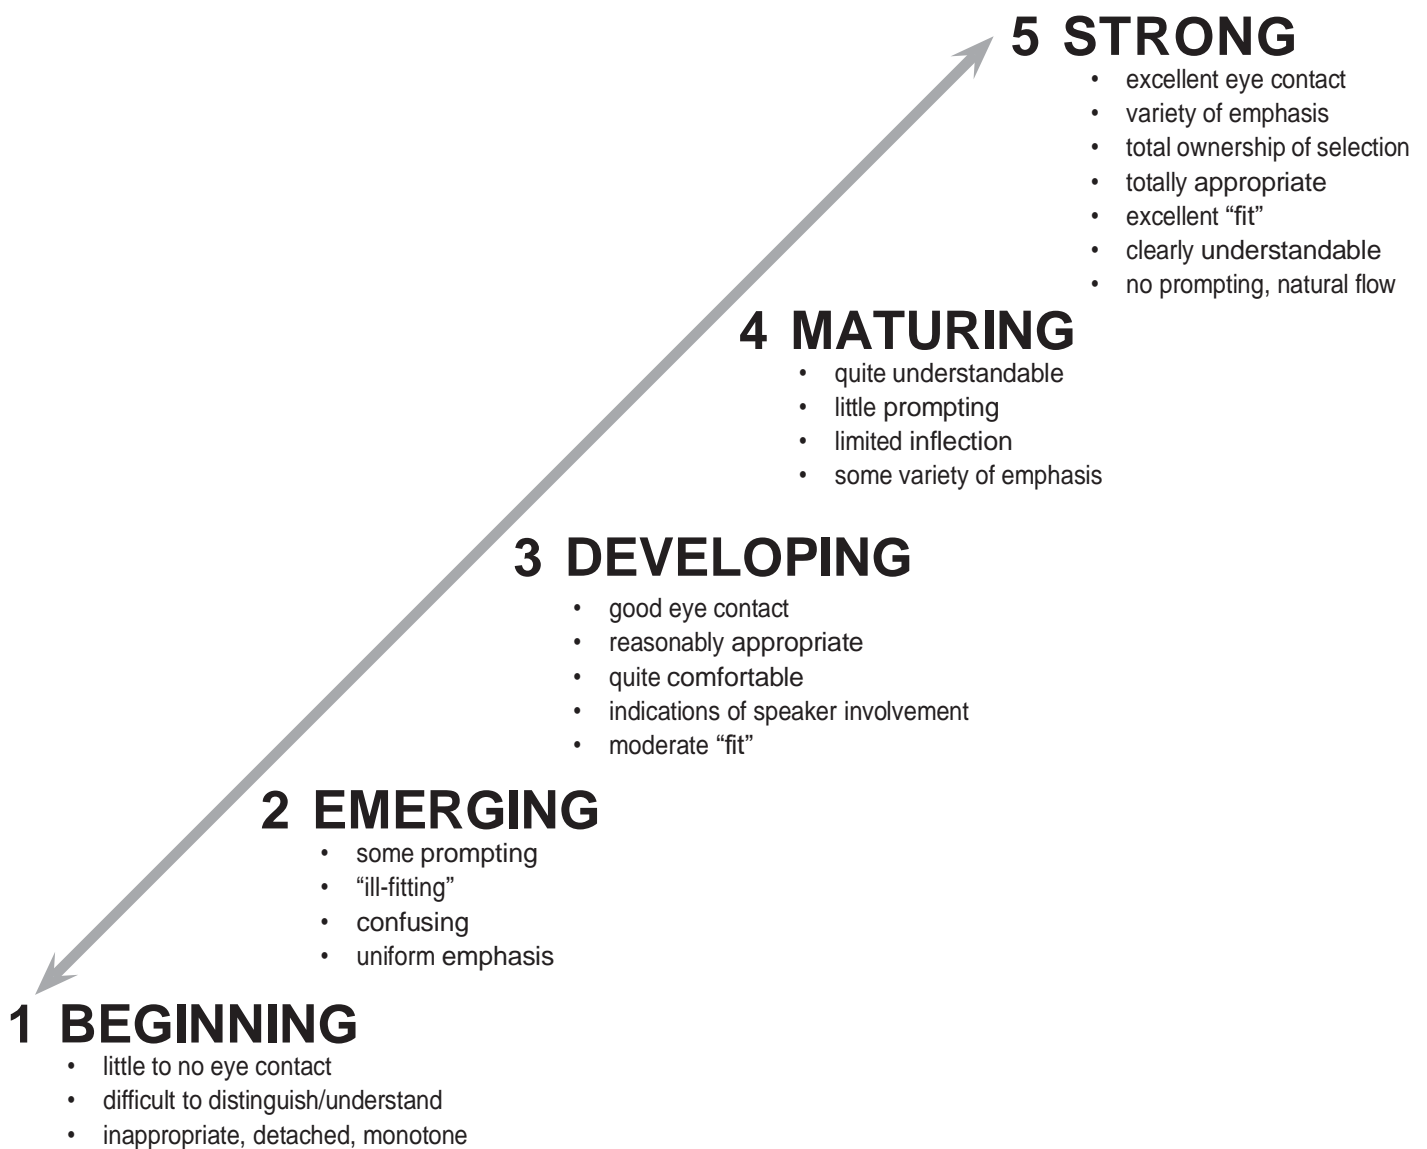 5 STRONG
• excellent eye contact
• variety of emphasis
• total ownership of selection
• totally appropriate
• excellent “fit”
• clearly understandable
• no prompting, natural flow
4 MATURING
• quite understandable
• little prompting
• limited inflection
• some variety of emphasis
3 DEVELOPING
• good eye contact
• reasonably appropriate
• quite comfortable
• indications of speaker involvement
• moderate “fit”
2 EMERGING
• some prompting
• “ill-fitting”
• confusing
• uniform emphasis
1 BEGINNING
• little to no eye contact
• difficult to distinguish/understand
• inappropriate, detached, monotone